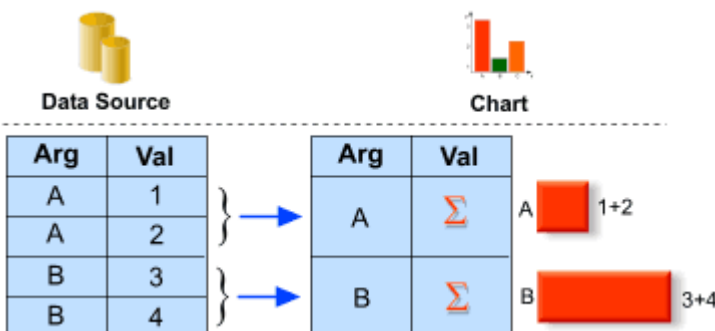 Data Source
Chart
Arg Val
A 1
A 2
B 3
B 4
Arg Val
A Σ
B Σ
A 1+2
B 3+4